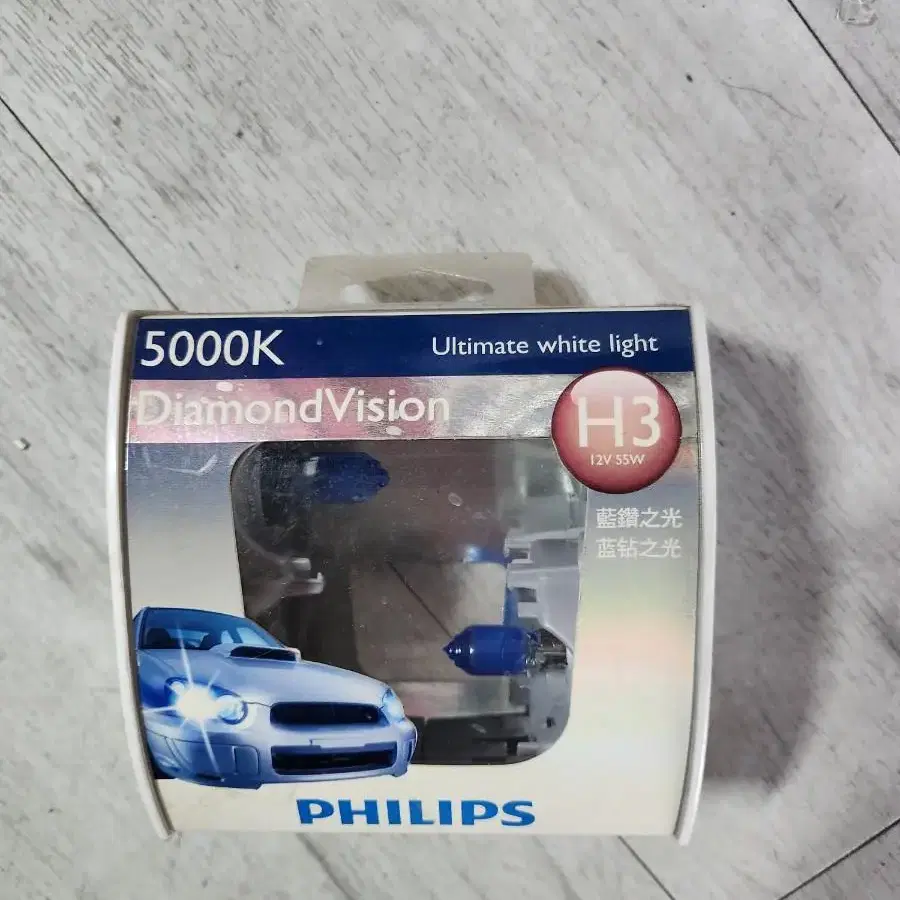 5000K
Ultimate white light
DiamondVision
H3
12V 55W
藍鑽之光
蓝钻之光
PHILIPS